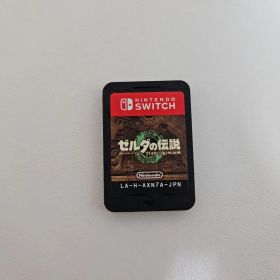 NINTENDO
SWITCH
ゼルダの伝説
Nintendo
LA-H-AXN7A-JPN